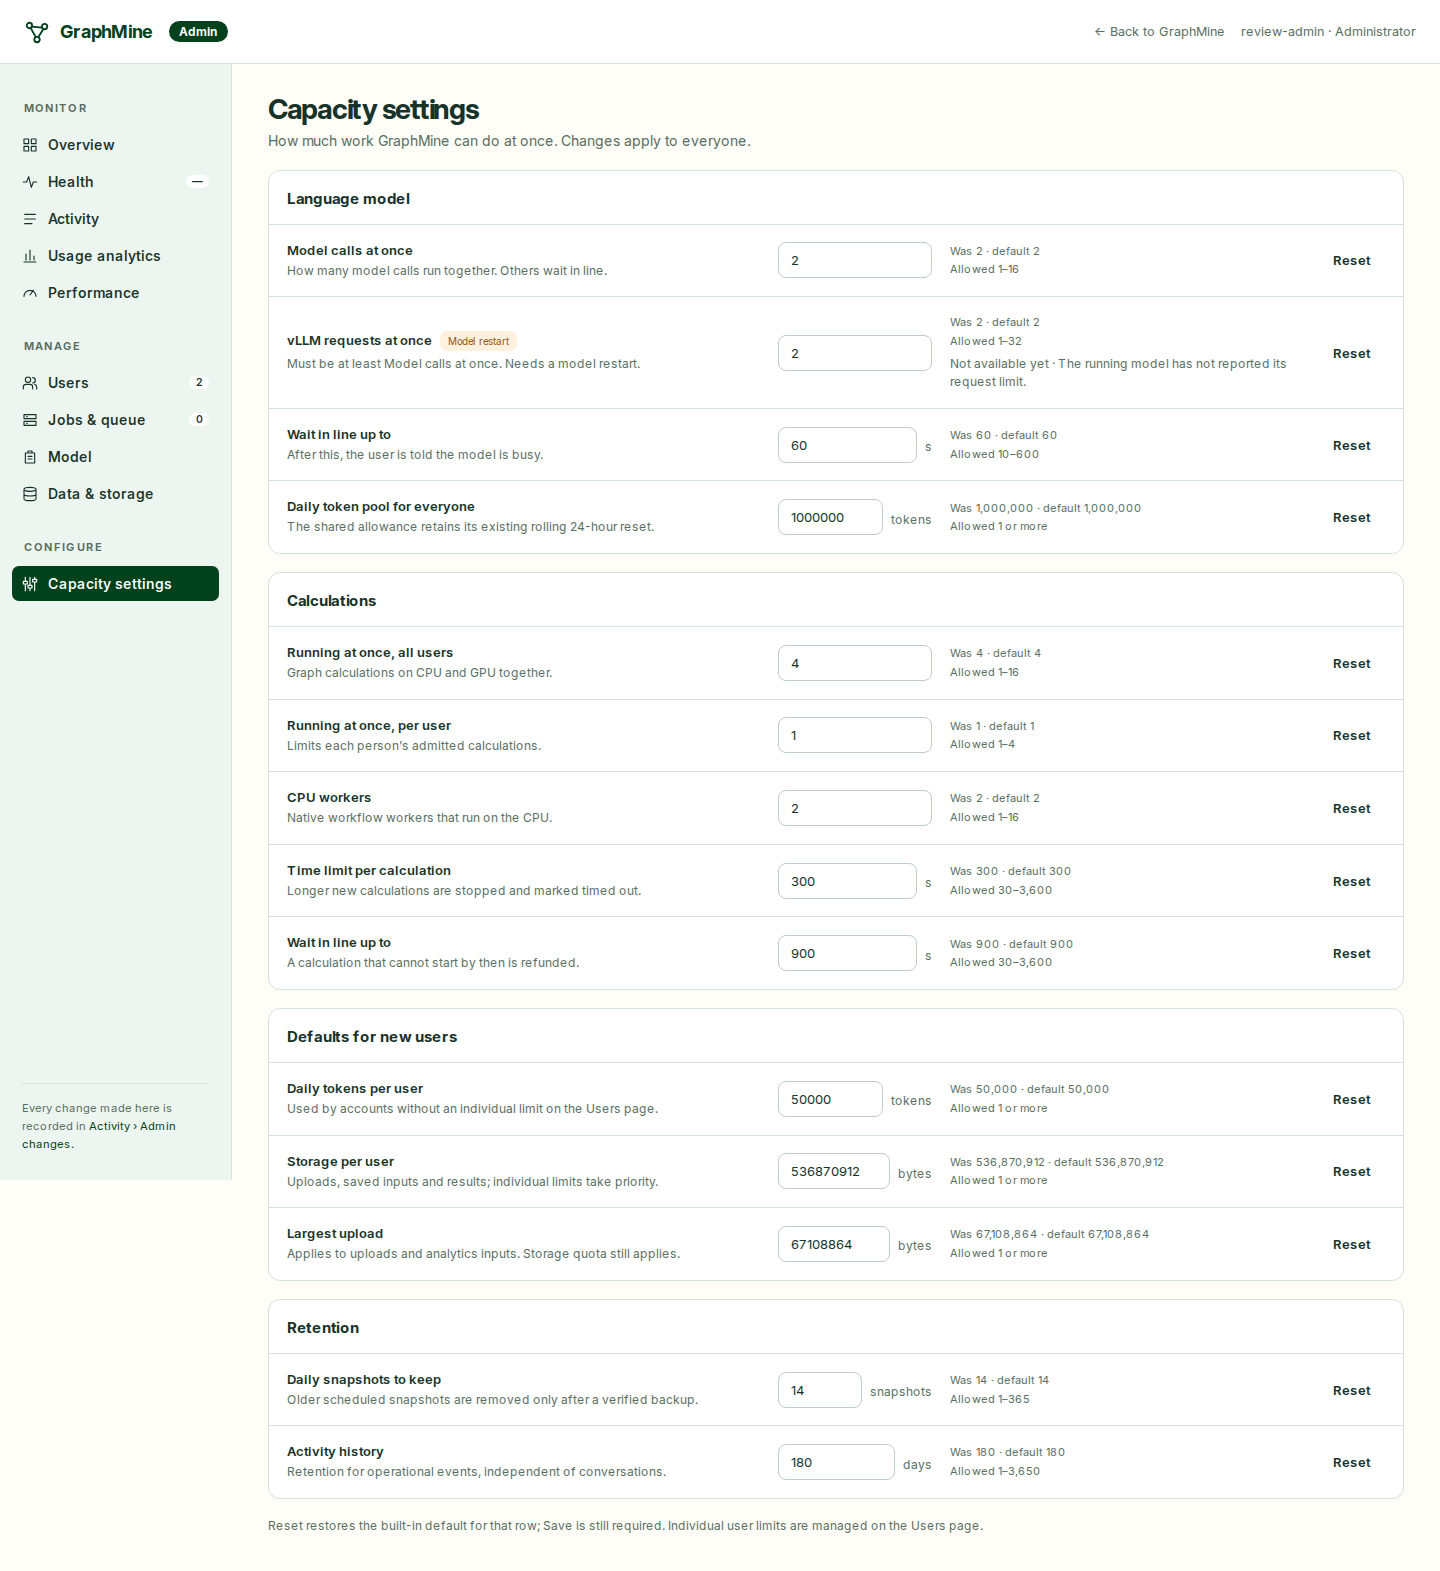 GraphMine
Admin
← Back to GraphMine
review-admin · Administrator
MONITOR
Overview
Health —
Activity
Usage analytics
Performance
MANAGE
Users 2
Jobs & queue 0
Model
Data & storage
CONFIGURE
Capacity settings
Every change made here is
recorded in Activity › Admin
changes.
Capacity settings
How much work GraphMine can do at once. Changes apply to everyone.
Language model
Model calls at once
How many model calls run together. Others wait in line.
2
Was 2 · default 2
Allowed 1–16
Reset
vLLM requests at once Model restart
Must be at least Model calls at once. Needs a model restart.
2
Was 2 · default 2
Allowed 1–32
Not available yet · The running model has not reported its
request limit.
Reset
Wait in line up to
After this, the user is told the model is busy.
60 s
Was 60 · default 60
Allowed 10–600
Reset
Daily token pool for everyone
The shared allowance retains its existing rolling 24-hour reset.
1000000 tokens
Was 1,000,000 · default 1,000,000
Allowed 1 or more
Reset
Calculations
Running at once, all users
Graph calculations on CPU and GPU together.
4
Was 4 · default 4
Allowed 1–16
Reset
Running at once, per user
Limits each person's admitted calculations.
1
Was 1 · default 1
Allowed 1–4
Reset
CPU workers
Native workflow workers that run on the CPU.
2
Was 2 · default 2
Allowed 1–16
Reset
Time limit per calculation
Longer new calculations are stopped and marked timed out.
300 s
Was 300 · default 300
Allowed 30–3,600
Reset
Wait in line up to
A calculation that cannot start by then is refunded.
900 s
Was 900 · default 900
Allowed 30–3,600
Reset
Defaults for new users
Daily tokens per user
Used by accounts without an individual limit on the Users page.
50000 tokens
Was 50,000 · default 50,000
Allowed 1 or more
Reset
Storage per user
Uploads, saved inputs and results; individual limits take priority.
536870912 bytes
Was 536,870,912 · default 536,870,912
Allowed 1 or more
Reset
Largest upload
Applies to uploads and analytics inputs. Storage quota still applies.
67108864 bytes
Was 67,108,864 · default 67,108,864
Allowed 1 or more
Reset
Retention
Daily snapshots to keep
Older scheduled snapshots are removed only after a verified backup.
14 snapshots
Was 14 · default 14
Allowed 1–365
Reset
Activity history
Retention for operational events, independent of conversations.
180 days
Was 180 · default 180
Allowed 1–3,650
Reset
Reset restores the built-in default for that row; Save is still required. Individual user limits are managed on the Users page.